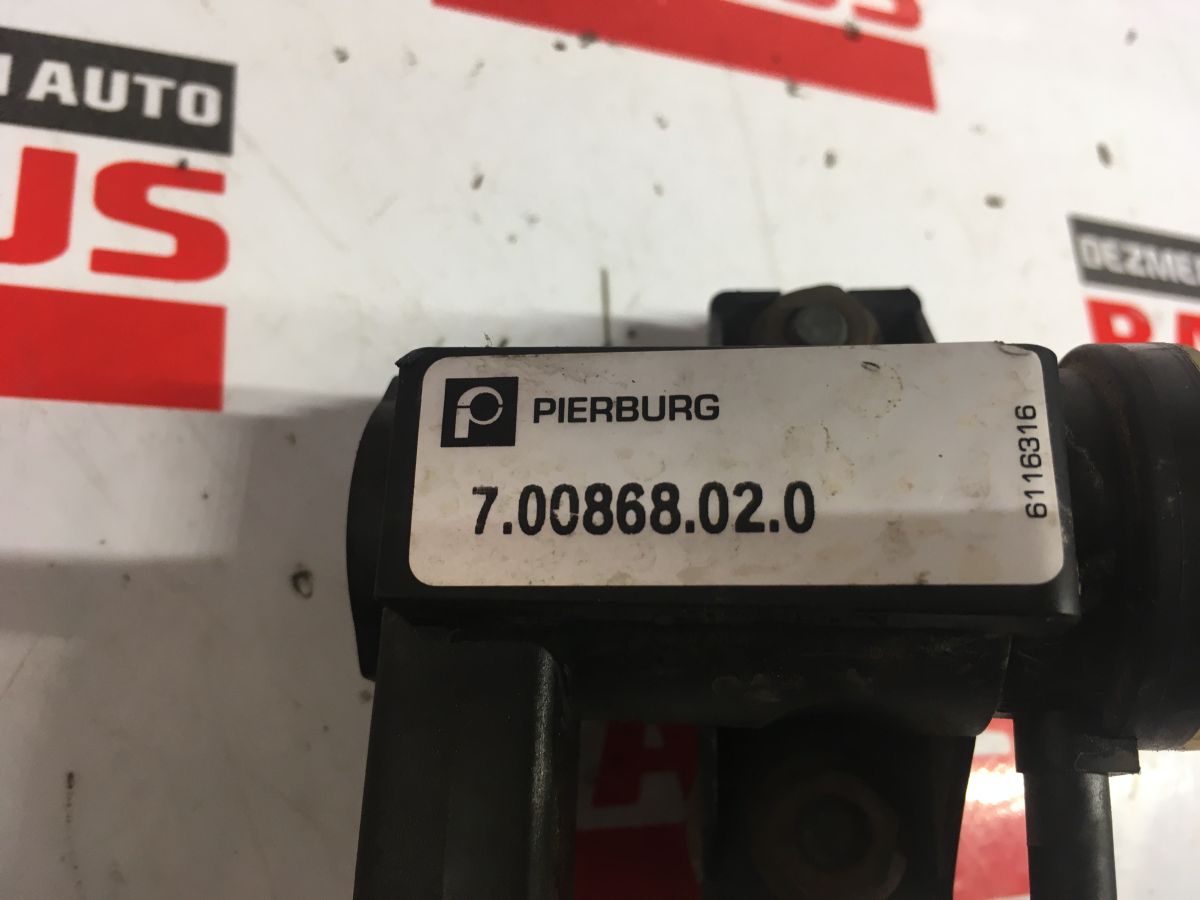 AUTO
US
DEZME
PIERBURG
7.00868.02.0
6116316